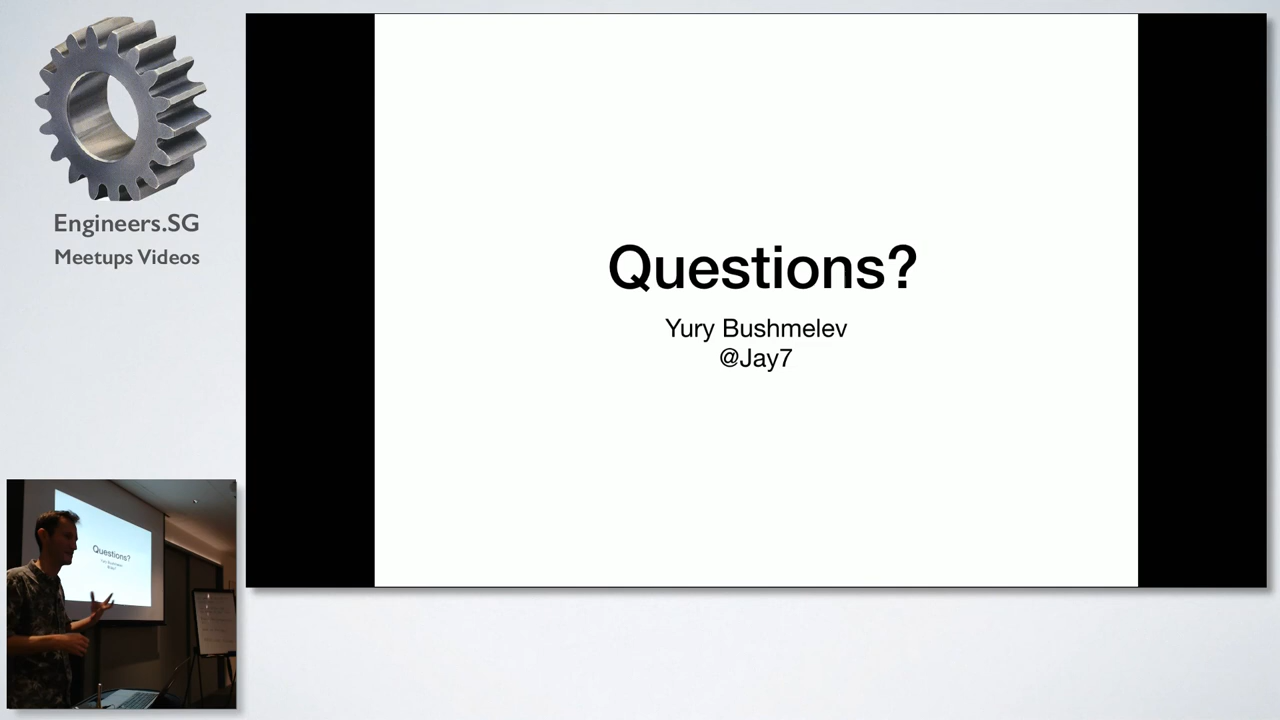 Engineers.SG
Meetups Videos
Questions?
Yury Bushmelev
@Jay7
Questions?